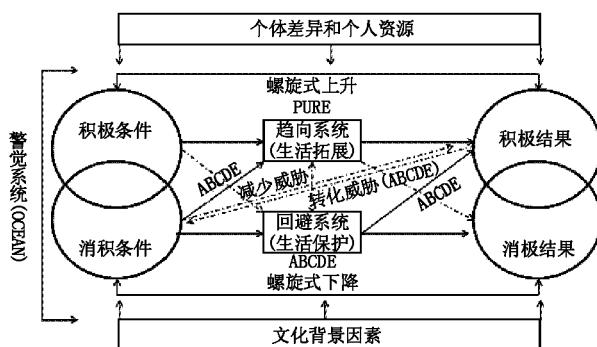 个体差异和个人资源
螺旋式上升
PURE
积极条件
趋向系统
(生活拓展)
积极结果
警觉系统(OCEAN)
ABCDE
减少威胁
转化威胁(ABCDE)
ABCDE
消积条件
回避系统
(生活保护)
消极结果
ABCDE
螺旋式下降
文化背景因素